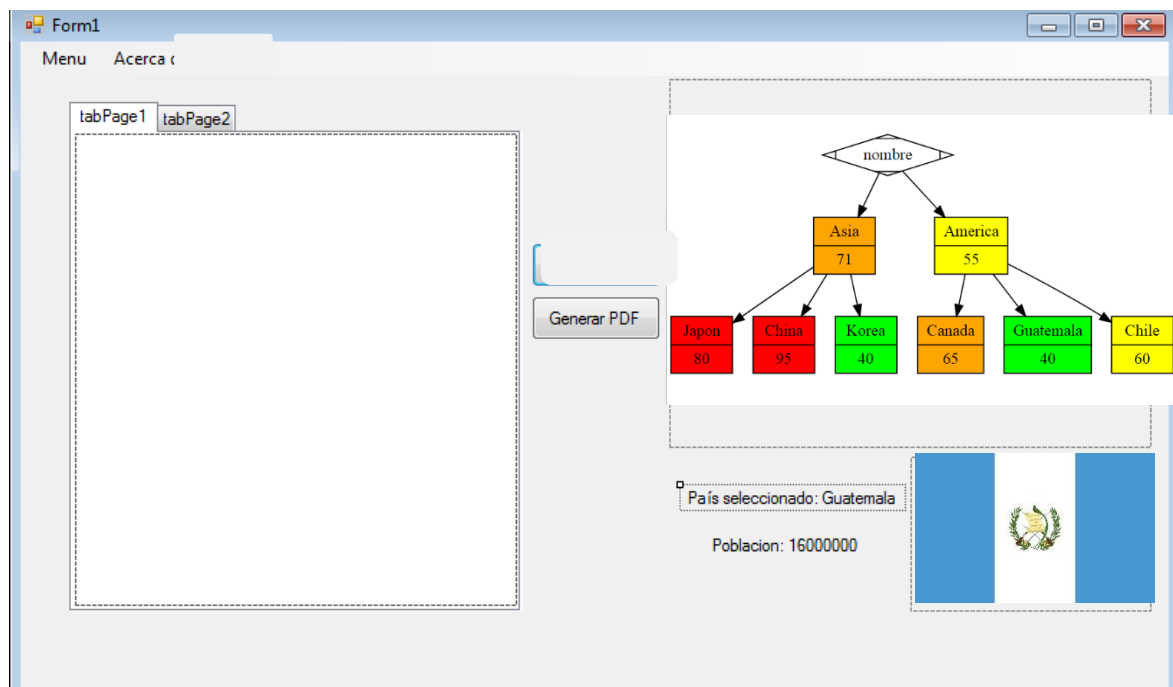 Form1
Menu Acerca
tabPage1 tabPage2
nombre
Asia America
71 55
Generar PDF
Japon China Korea Canada Guatemala Chile
80 95 40 65 40 60
País seleccionado: Guatemala
Poblacion: 16000000